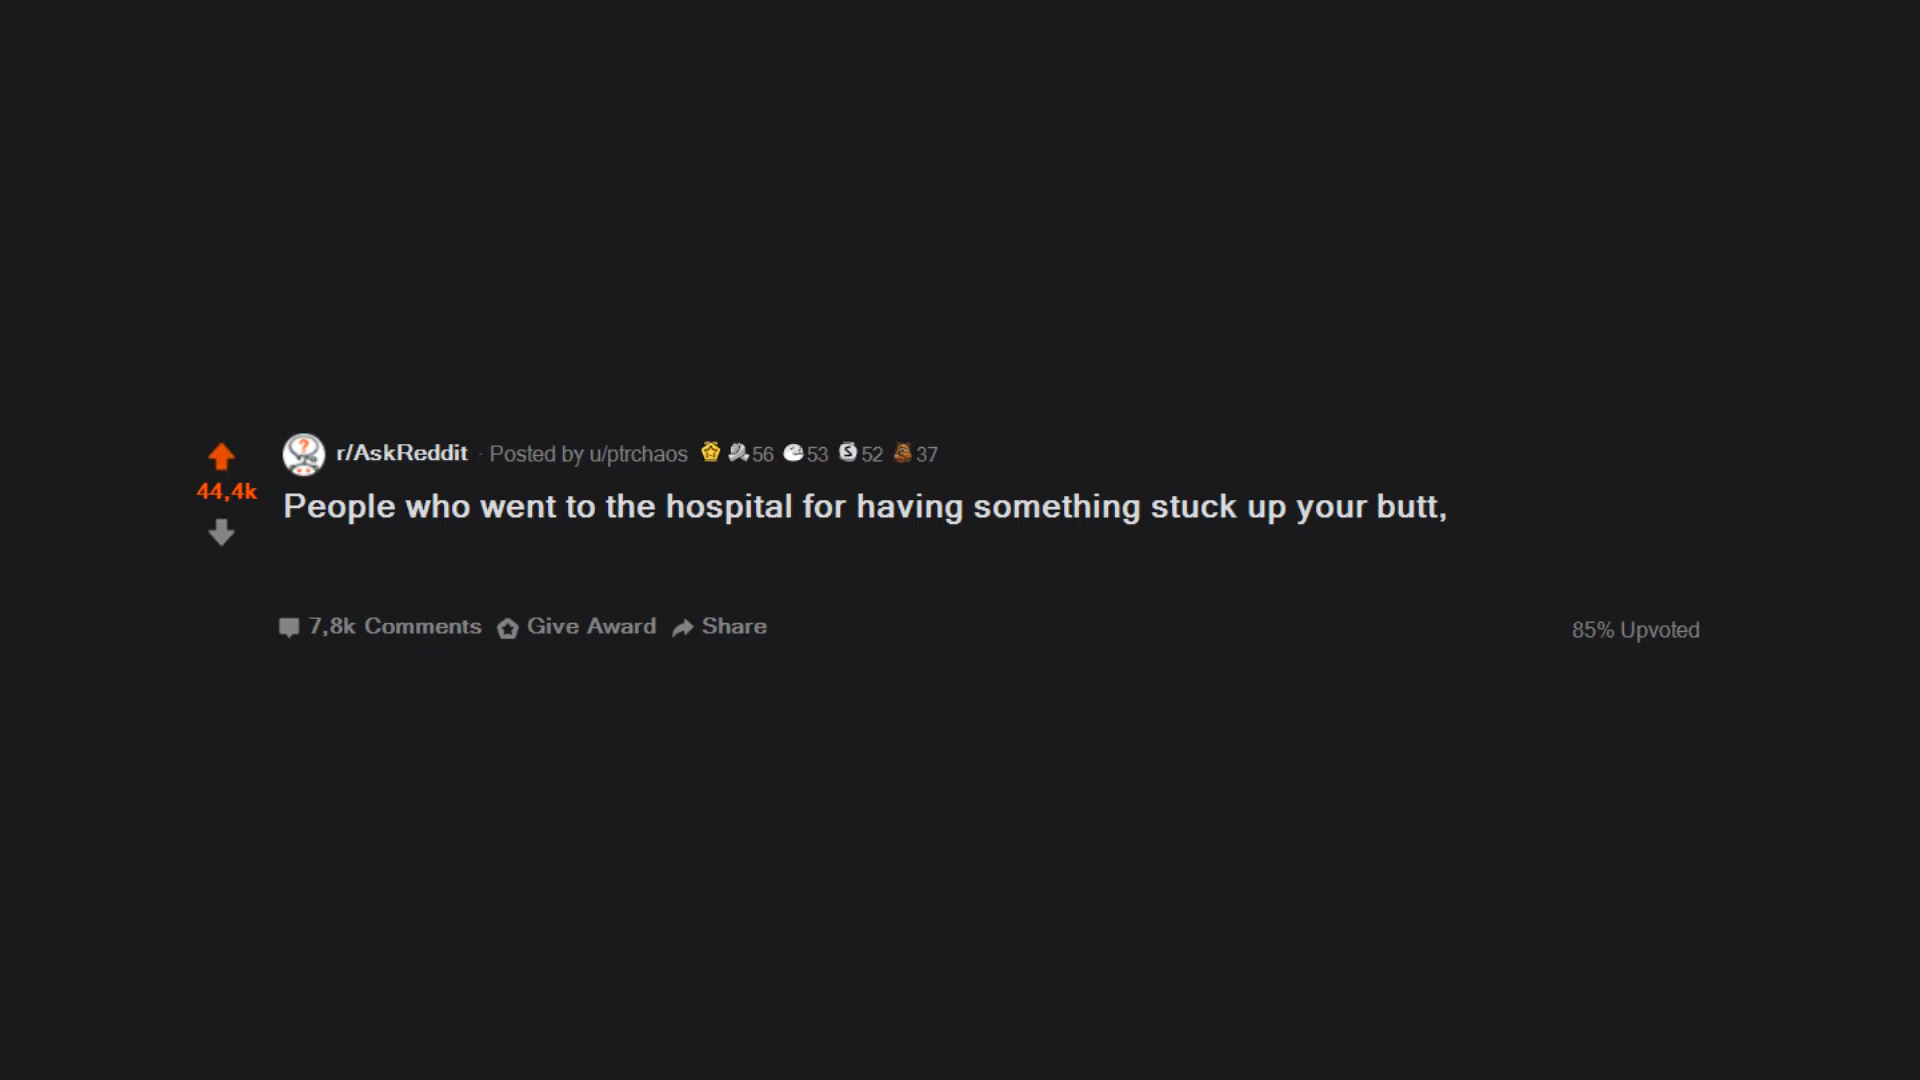 r/AskReddit · Posted by u/ptrchaos 56 53 52 37
44,4k
People who went to the hospital for having something stuck up your butt,
7,8k Comments Give Award Share
85% Upvoted